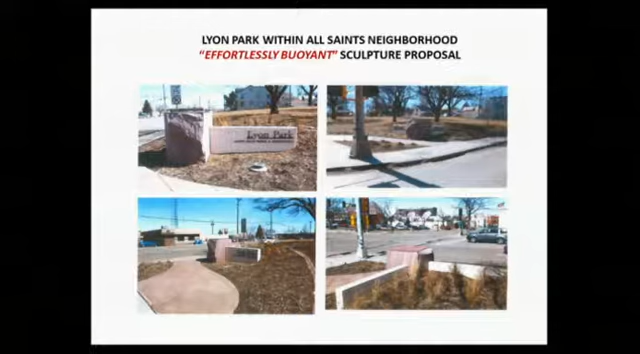 LYON PARK WITHIN ALL SAINTS NEIGHBORHOOD
“EFFORTLESSLY BUOYANT” SCULPTURE PROPOSAL
Lyon Park